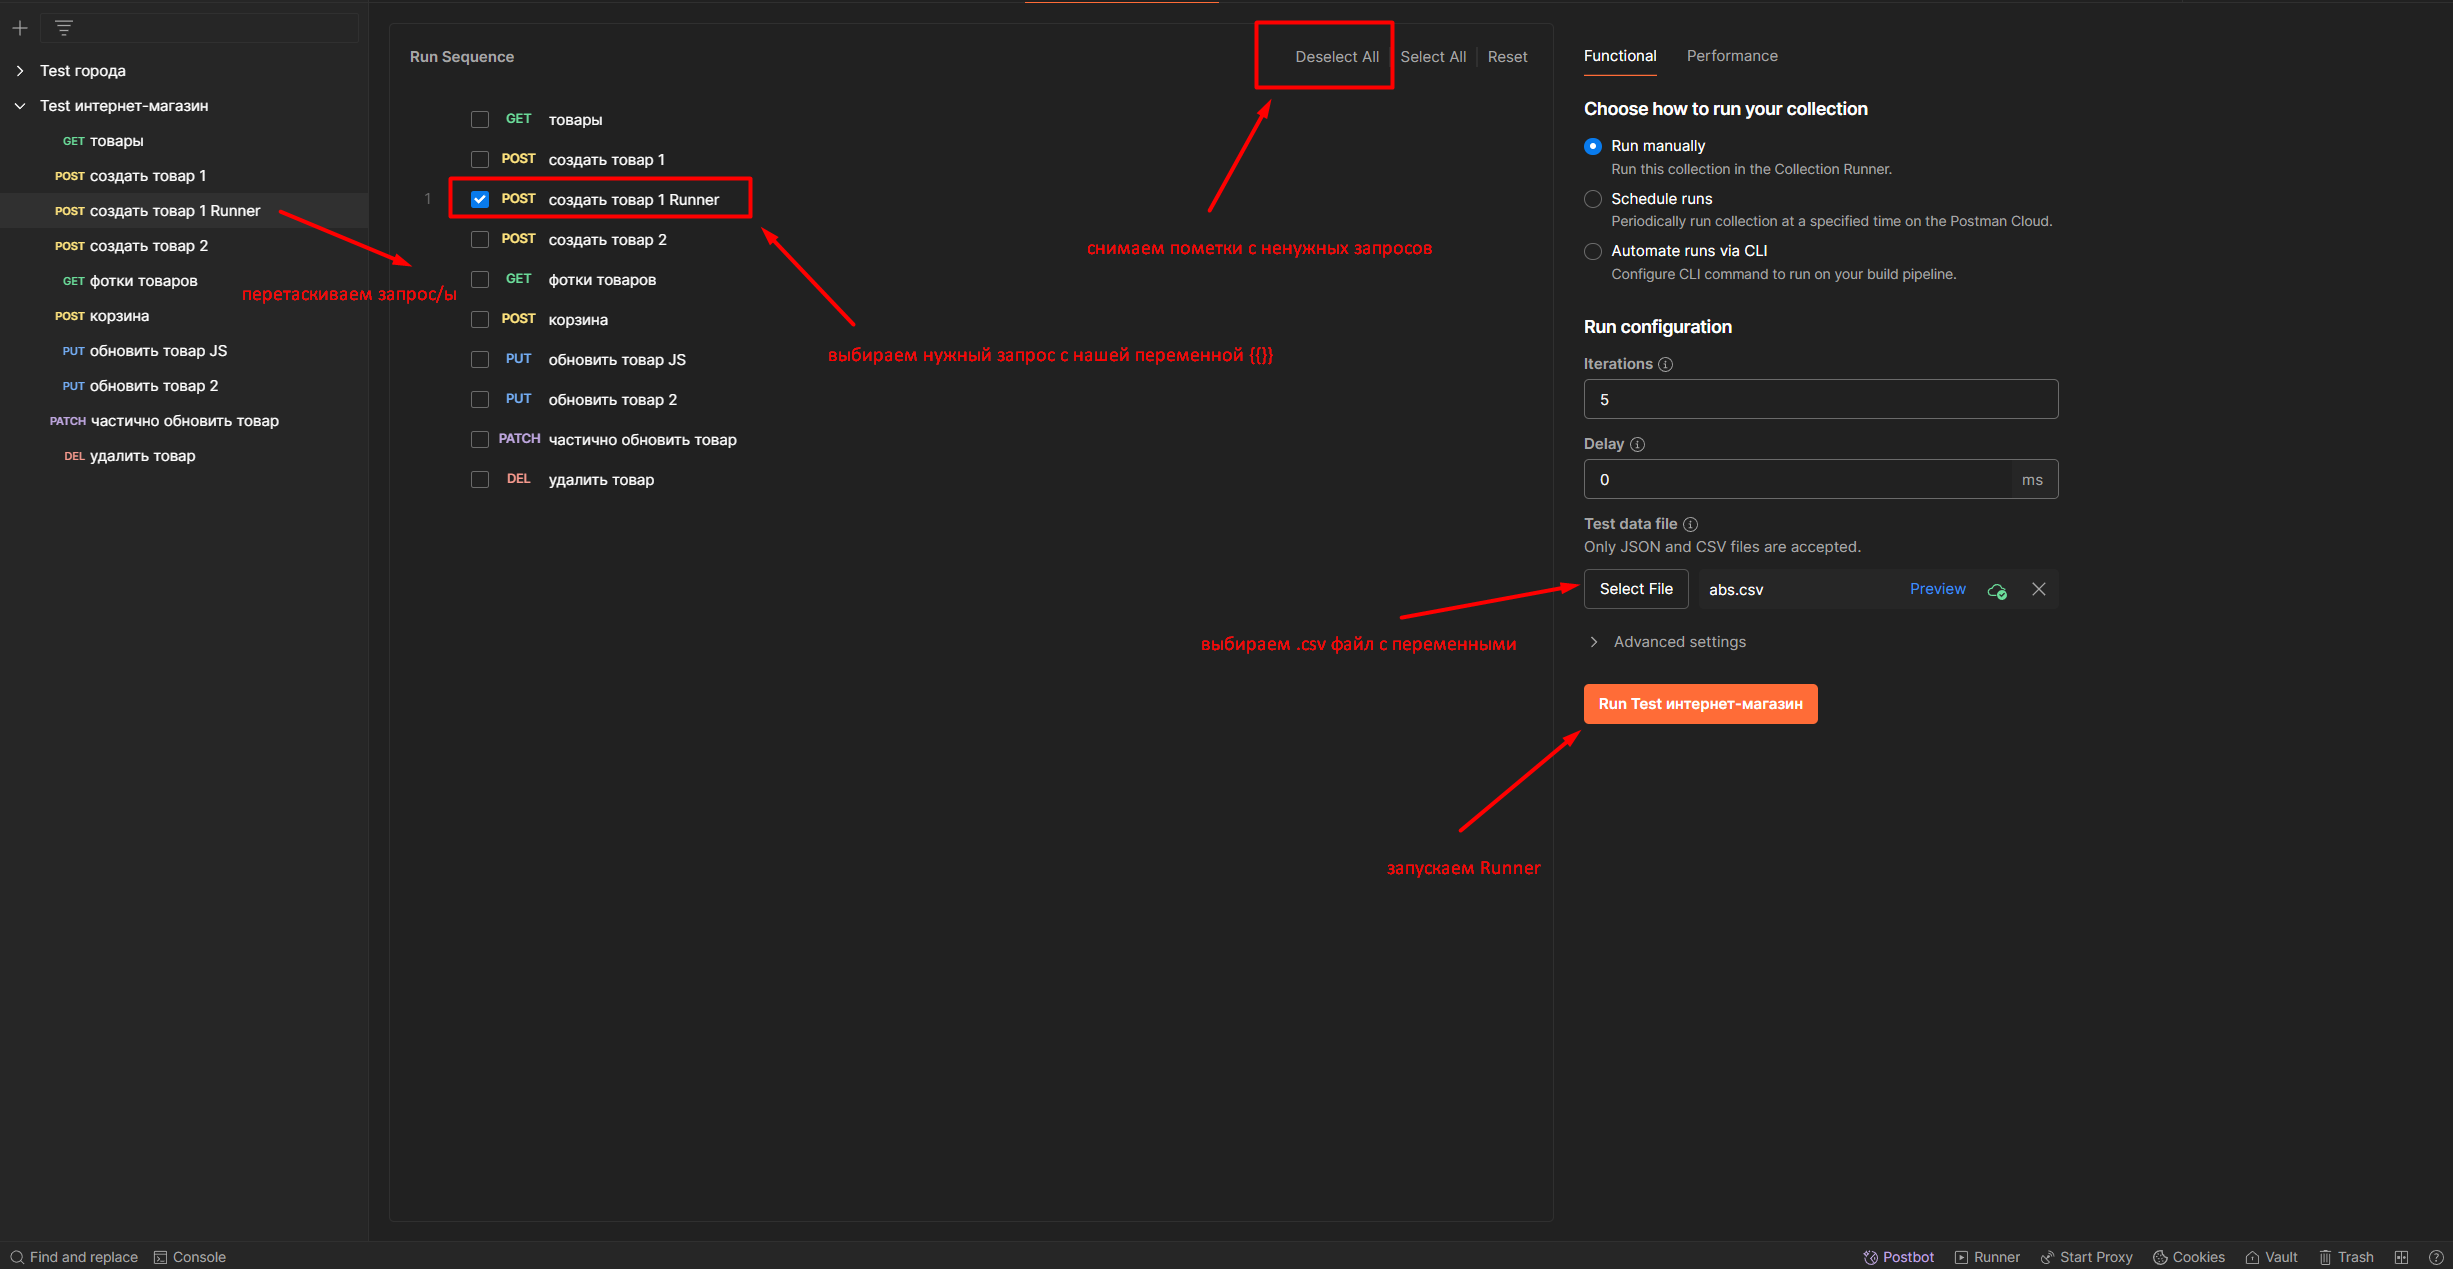 Test города
Test интернет-магазин
GET товары
POST создать товар 1
POST создать товар 1 Runner
POST создать товар 2
GET фотки товаров
POST корзина
PUT обновить товар JS
PUT обновить товар 2
PATCH частично обновить товар
DEL удалить товар
перетаскиваем запрос/ы
Run Sequence
Deselect All
Select All
Reset
GET товары
POST создать товар 1
1 POST создать товар 1 Runner
POST создать товар 2
GET фотки товаров
POST корзина
PUT обновить товар JS
PUT обновить товар 2
PATCH частично обновить товар
DEL удалить товар
снимаем пометки с ненужных запросов
выбираем нужный запрос с нашей переменной {{}}
выбираем .csv файл с переменными
запускаем Runner
Functional
Performance
Choose how to run your collection
Run manually
Run this collection in the Collection Runner.
Schedule runs
Periodically run collection at a specified time on the Postman Cloud.
Automate runs via CLI
Configure CLI command to run on your build pipeline.
Run configuration
Iterations
5
Delay
0 ms
Test data file
Only JSON and CSV files are accepted.
Select File abs.csv Preview
Advanced settings
Run Test интернет-магазин
Find and replace
Console
Postbot
Runner
Start Proxy
Cookies
Vault
Trash